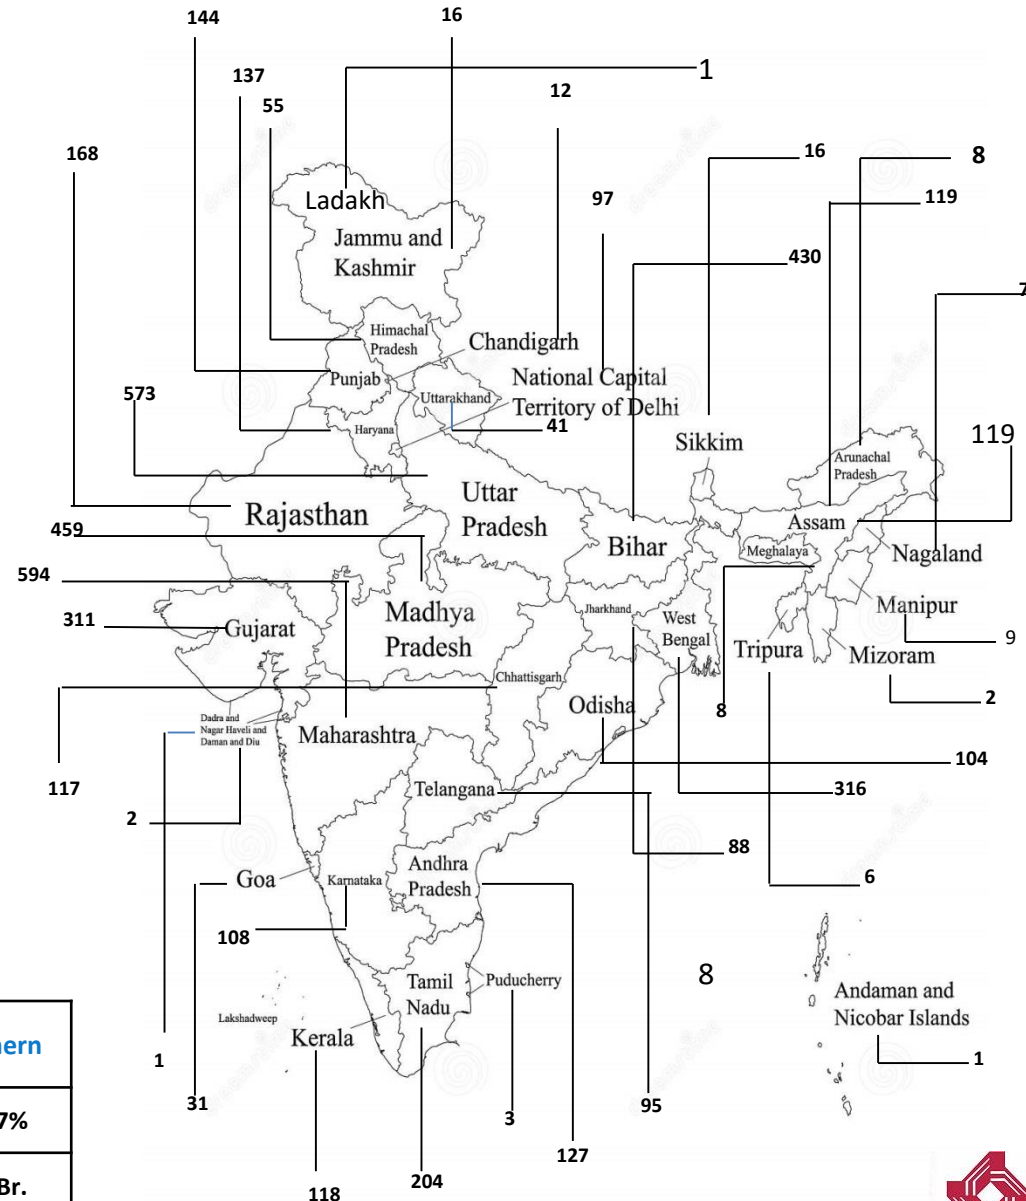 144
16
1
137
12
55
168
16
8
97
119
430
7
Ladakh
Jammu and
Kashmir
Himachal
Pradesh
Chandigarh
Punjab
National Capital
Territory of Delhi
573
Uttarakhand
Haryana
41
Sikkim
119
Arunachal
Pradesh
Rajasthan
Uttar
Pradesh
459
Assam
Bihar
Meghalaya
Nagaland
594
Manipur
Madhya
Pradesh
Jharkhand
West
Bengal
311
Gujarat
9
Tripura
Mizoram
Chhattisgarh
Odisha
2
8
Dadra and
Nagar Haveli and
Daman and Diu
Maharashtra
104
117
Telangana
316
2
88
Andhra
Pradesh
Goa
Karnataka
6
108
8
Tamil
Nadu
Puducherry
Andaman and
Nicobar Islands
Lakshadweep
Kerala
hern
1
1
31
3
95
7%
127
204
118
Br.